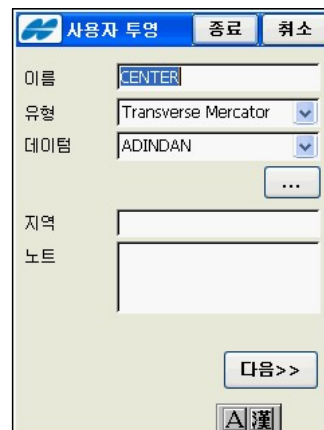 사용자 투영 종료 취소
이름 CENTER
유형 Transverse Mercator
데이텀 ADINDAN
...
지역
노트
다음>>
A 漢